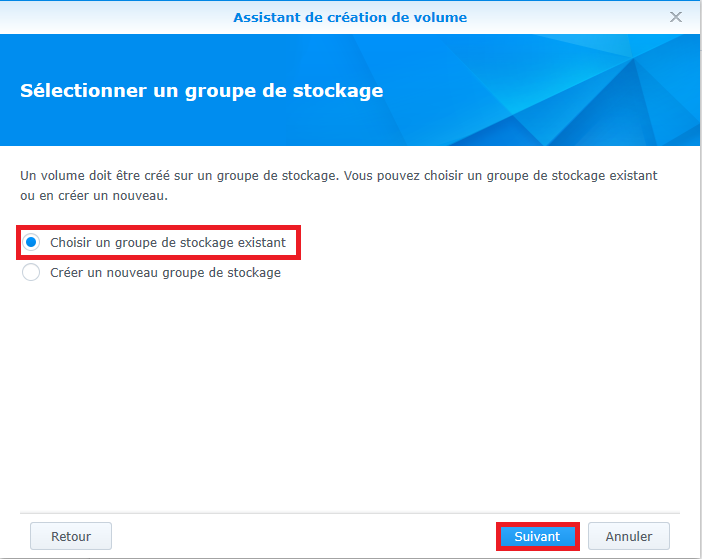 Assistant de création de volume
Sélectionner un groupe de stockage
Un volume doit être créé sur un groupe de stockage. Vous pouvez choisir un groupe de stockage existant
ou en créer un nouveau.
Choisir un groupe de stockage existant
Créer un nouveau groupe de stockage
Retour
Suivant
Annuler